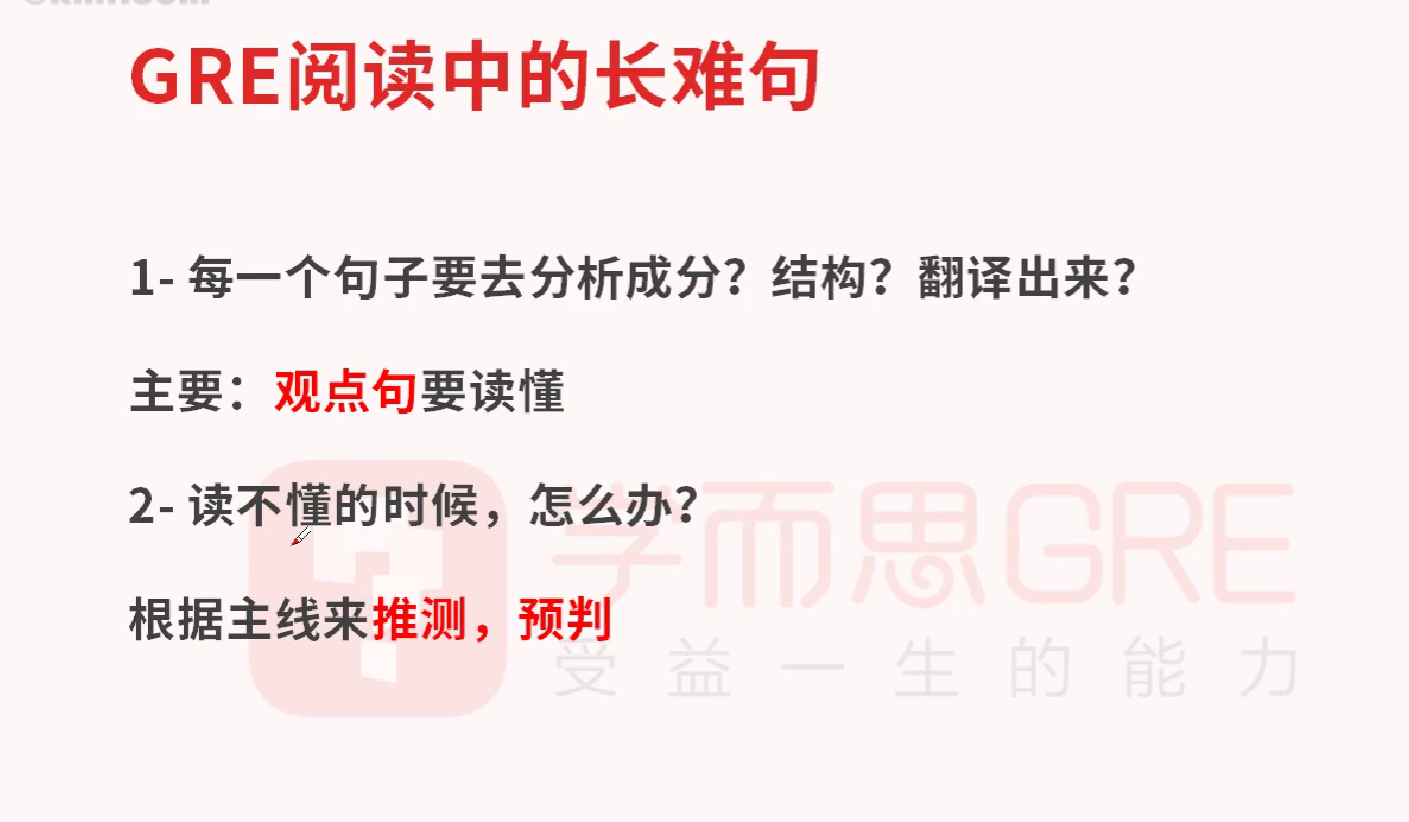 GRE阅读中的长难句
1- 每一个句子要去分析成分？结构？翻译出来？
主要：观点句要读懂
2- 读不懂的时候，怎么办？
学而思GRE
根据主线来推测，预判
受益一生的能力